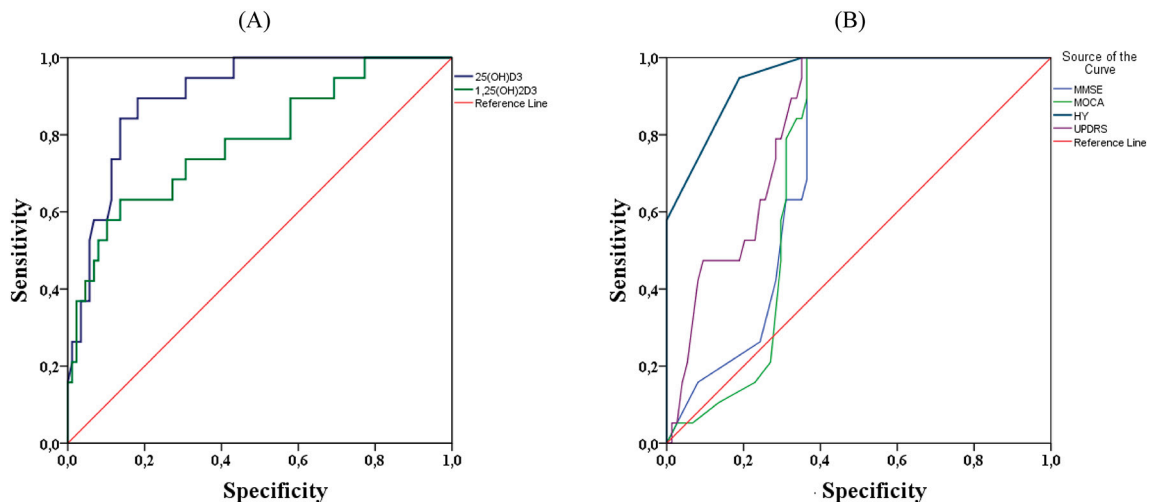 (A)
1,0
0,8
0,6
0,4
0,2
0,0
Sensitivity
0,0 0,2 0,4 0,6 0,8 1,0
Specificity
25(OH)D3
1,25(OH)2D3
Reference Line
(B)
1,0
0,8
0,6
0,4
0,2
0,0
Sensitivity
0,0 0,2 0,4 0,6 0,8 1,0
Specificity
Source of the
Curve
MMSE
MOCA
HY
UPDRS
Reference Line